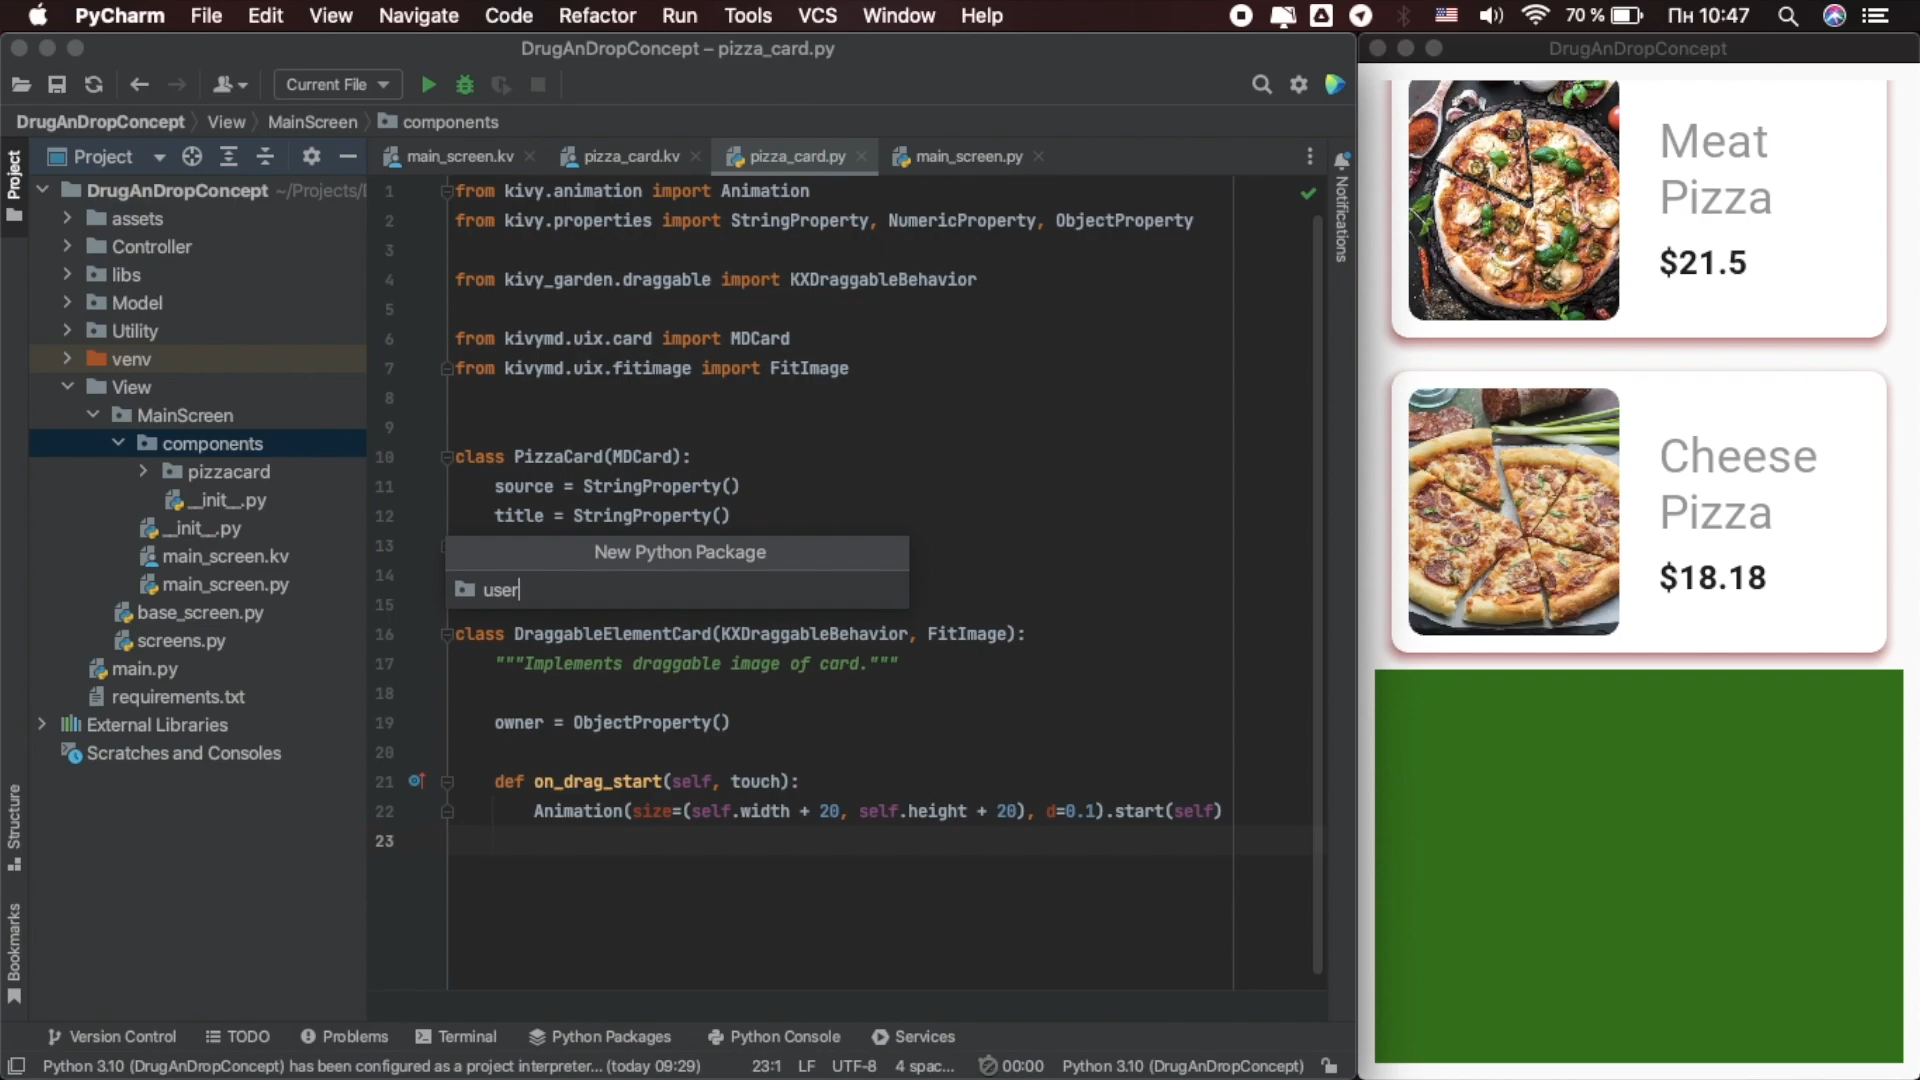 PyCharm File Edit View Navigate Code Refactor Run Tools VCS Window Help 70 % Пн 10:47
DrugAnDropConcept – pizza_card.py
Current File
DrugAnDropConcept View MainScreen components
Project
main_screen.kv pizza_card.kv pizza_card.py main_screen.py
Project
DrugAnDropConcept ~/Projects/
assets
Controller
libs
Model
Utility
venv
View
MainScreen
components
pizzacard
__init__.py
__init__.py
main_screen.kv
main_screen.py
base_screen.py
screens.py
main.py
requirements.txt
External Libraries
Scratches and Consoles
Structure
Bookmarks
1 from kivy.animation import Animation
2 from kivy.properties import StringProperty, NumericProperty, ObjectProperty
3
4 from kivy_garden.draggable import KXDraggableBehavior
5
6 from kivymd.uix.card import MDCard
7 from kivymd.uix.fitimage import FitImage
8
9
10 class PizzaCard(MDCard):
11 source = StringProperty()
12 title = StringProperty()
13
14
15
16 class DraggableElementCard(KXDraggableBehavior, FitImage):
17 """Implements draggable image of card."""
18
19 owner = ObjectProperty()
20
21 def on_drag_start(self, touch):
22 Animation(size=(self.width + 20, self.height + 20), d=0.1).start(self)
23
New Python Package
user
Notifications
Version Control TODO Problems Terminal Python Packages Python Console Services
Python 3.10 (DrugAnDropConcept) has been configured as a project interpreter... (today 09:29) 23:1 LF UTF-8 4 spac... 00:00 Python 3.10 (DrugAnDropConcept)
DrugAnDropConcept
Meat
Pizza
$21.5
Cheese
Pizza
$18.18